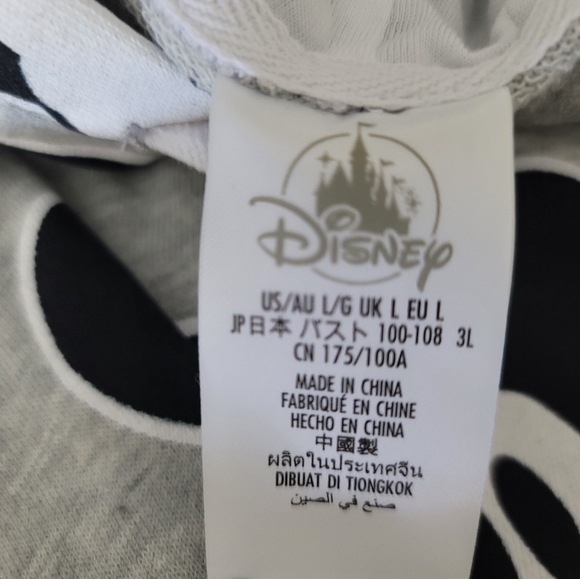 Disney
US/AU L/G UK L EU L
JP日本 バスト 100-108 3L
CN 175/100A
MADE IN CHINA
FABRIQUÉ EN CHINE
HECHO EN CHINA
中國製
ผลิตในประเทศจีน
DIBUAT DI TIONGKOK
صنع في الصين